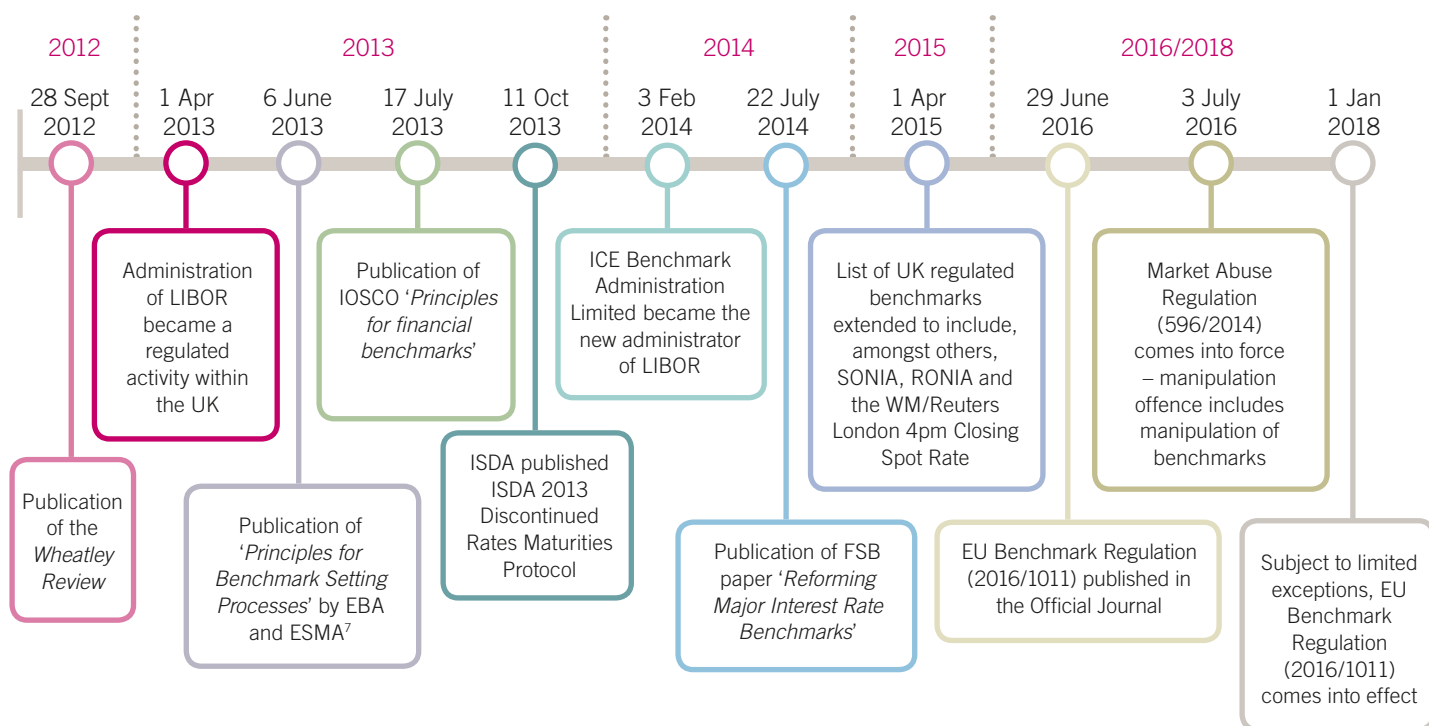 2012
2013
2014
2015
2016/2018
28 Sept
2012
1 Apr
2013
6 June
2013
17 July
2013
11 Oct
2013
3 Feb
2014
22 July
2014
1 Apr
2015
29 June
2016
3 July
2016
1 Jan
2018
Publication
of the
Wheatley
Review
Administration
of LIBOR
became a
regulated
activity within
the UK
Publication of
‘Principles for
Benchmark Setting
Processes’ by EBA
and ESMA⁷
Publication of
IOSCO ‘Principles
for financial
benchmarks’
ISDA published
ISDA 2013
Discontinued
Rates Maturities
Protocol
ICE Benchmark
Administration
Limited became the
new administrator
of LIBOR
Publication of FSB
paper ‘Reforming
Major Interest Rate
Benchmarks’
List of UK regulated
benchmarks
extended to include,
amongst others,
SONIA, RONIA and
the WM/Reuters
London 4pm Closing
Spot Rate
EU Benchmark Regulation
(2016/1011) published in
the Official Journal
Market Abuse
Regulation
(596/2014)
comes into force
– manipulation
offence includes
manipulation of
benchmarks
Subject to limited
exceptions, EU
Benchmark
Regulation
(2016/1011)
comes into effect